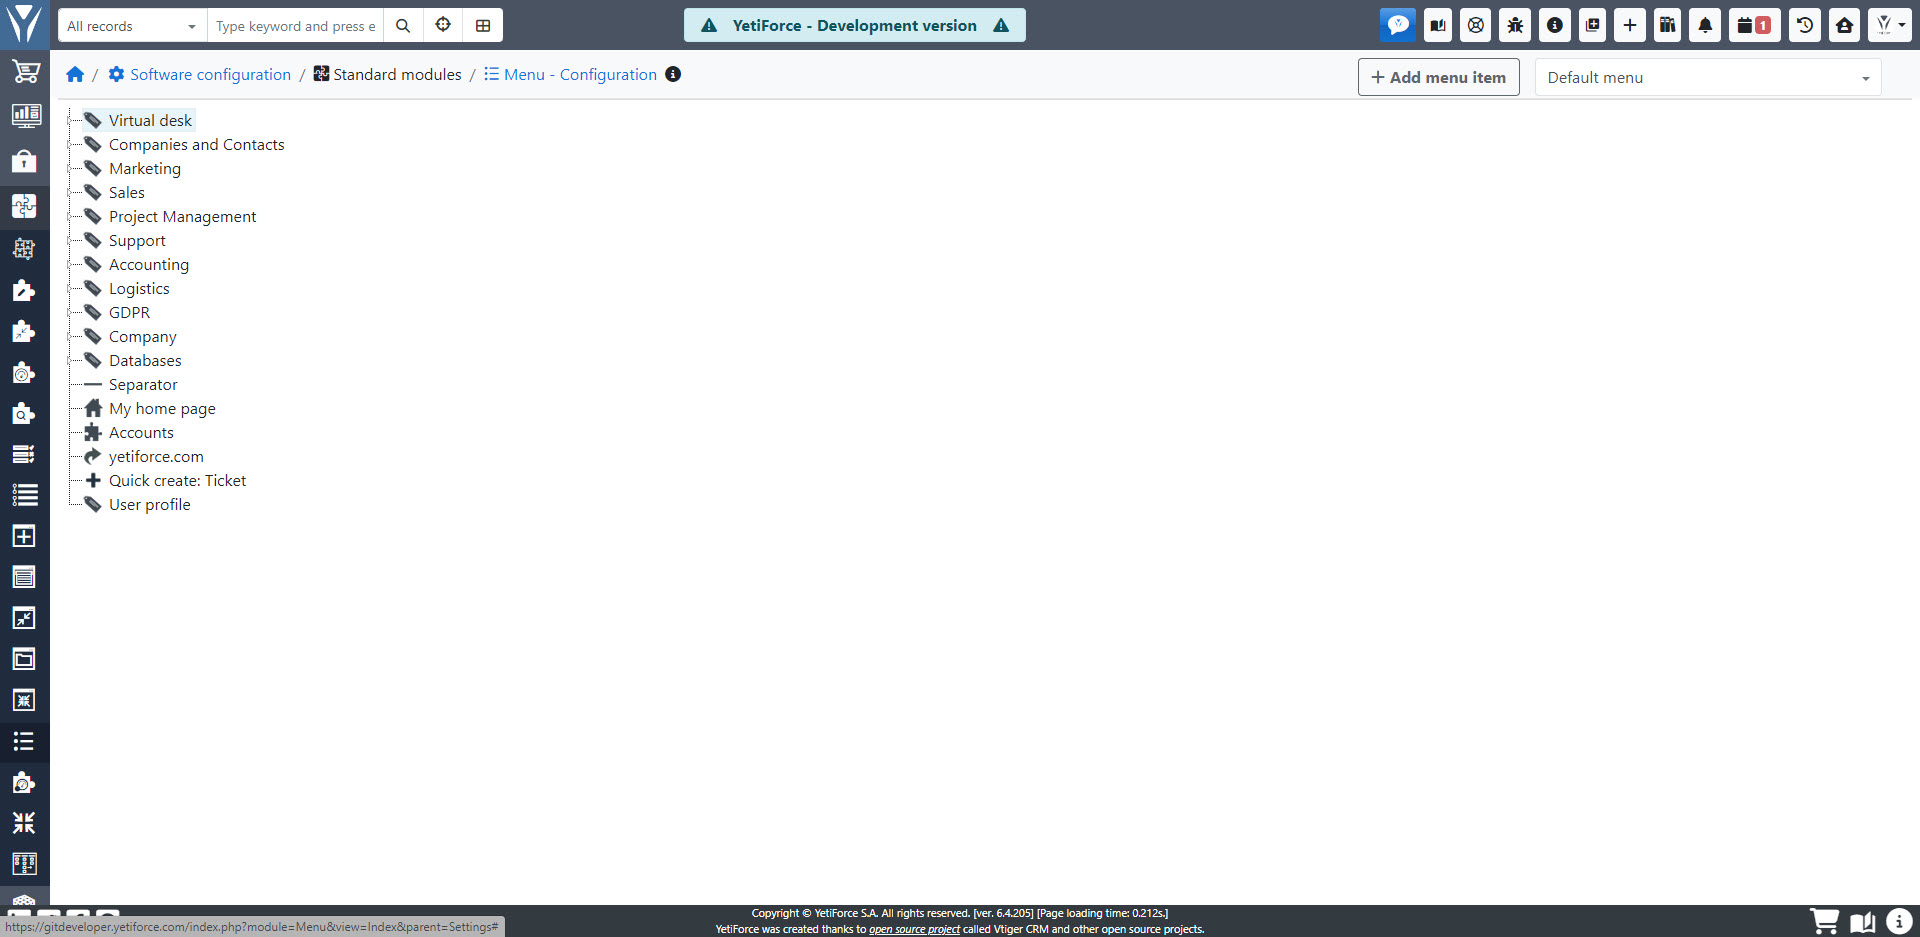 All records
Type keyword and press e
YetiForce - Development version
1
/ Software configuration / Standard modules / Menu - Configuration
Add menu item
Default menu
Virtual desk
Companies and Contacts
Marketing
Sales
Project Management
Support
Accounting
Logistics
GDPR
Company
Databases
Separator
My home page
Accounts
yetiforce.com
Quick create: Ticket
User profile
Copyright © YetiForce S.A. All rights reserved. [ver. 6.4.205] [Page loading time: 0.212s.]
https://gitdeveloper.yetiforce.com/index.php?module=Menu&view=Index&parent=Settings#
YetiForce was created thanks to open source project called Vtiger CRM and other open source projects.